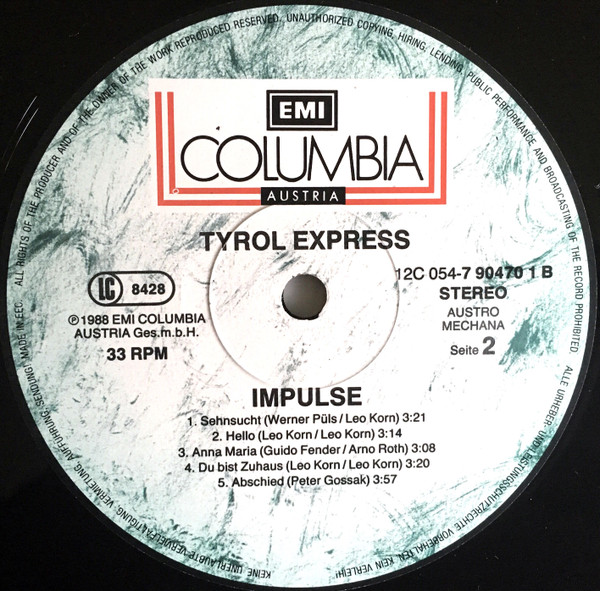 ALL RIGHTS OF THE PRODUCER AND OF THE OWNER OF THE WORK REPRODUCED RESERVED. UNAUTHORIZED COPYING, HIRING, LENDING, PUBLIC PERFORMANCE AND BROADCASTING OF THE RECORD PROHIBITED.
EMI
COLUMBIA
AUSTRIA
TYROL EXPRESS
LC 8428
℗ 1988 EMI COLUMBIA
AUSTRIA Ges.m.b.H.
33 RPM
12C 054-7 90470 1 B
STEREO
AUSTRO
MECHANA
Seite 2
IMPULSE
1. Sehnsucht (Werner Püls / Leo Korn) 3:21
2. Hello (Leo Korn / Leo Korn) 3:14
3. Anna Maria (Guido Fender / Arno Roth) 3:08
4. Du bist Zuhaus (Leo Korn / Leo Korn) 3:20
5. Abschied (Peter Gossak) 3:57
ALLE URHEBER- UND LEISTUNGSSCHUTZRECHTE VORBEHALTEN, KEIN VERLEIH!
KEINE UNERLAUBTE VERVIELFÄLTIGUNG, VERMIETUNG, AUFFÜHRUNG, SENDUNG! MADE IN EEC.